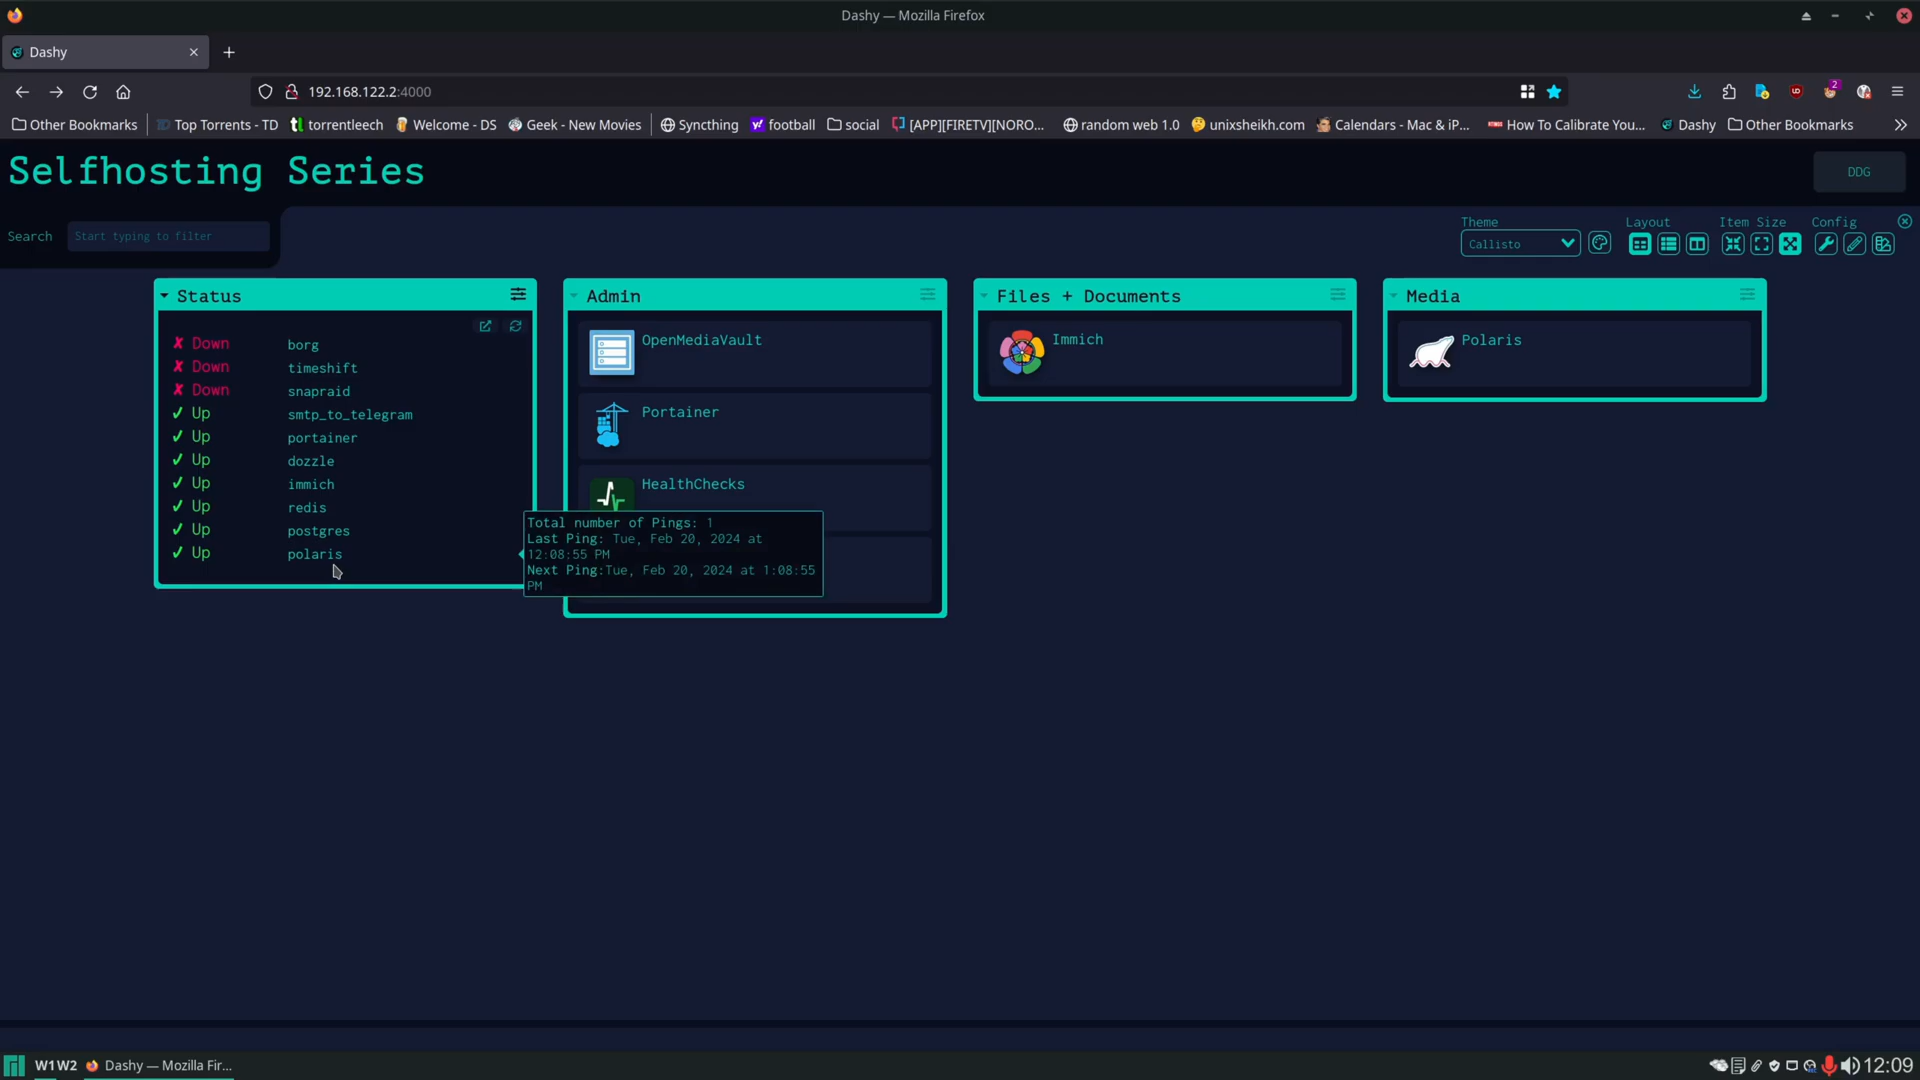 Dashy — Mozilla Firefox
Dashy
192.168.122.2:4000
2
Other Bookmarks
Top Torrents - TD
torrentleech
Welcome - DS
Geek - New Movies
Syncthing
football
social
[APP][FIRETV][NORO...
random web 1.0
unixsheikh.com
Calendars - Mac & iP...
How To Calibrate You...
Dashy
Other Bookmarks
Selfhosting Series
DDG
Search
Start typing to filter
Theme
Layout
Item Size
Config
Callisto
Status
Down borg
Down timeshift
Down snapraid
Up smtp_to_telegram
Up portainer
Up dozzle
Up immich
Up redis
Up postgres
Up polaris
Admin
OpenMediaVault
Portainer
HealthChecks
Total number of Pings: 1
Last Ping: Tue, Feb 20, 2024 at
12:08:55 PM
Next Ping:Tue, Feb 20, 2024 at 1:08:55
PM
Files + Documents
Immich
Media
Polaris
W1W2
Dashy — Mozilla Fir...
12:09